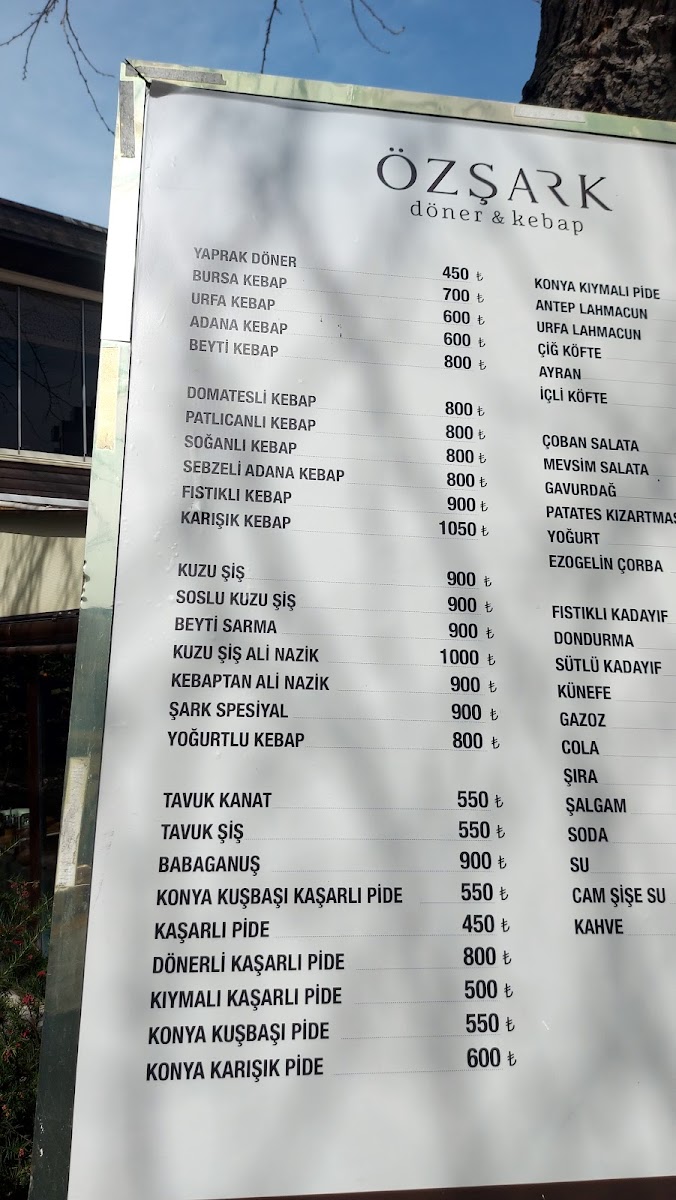 ÖZŞARK
döner & kebap
YAPRAK DÖNER 450 ₺
BURSA KEBAP 700 ₺
URFA KEBAP 600 ₺
ADANA KEBAP 600 ₺
BEYTİ KEBAP 800 ₺
DOMATESLİ KEBAP 800 ₺
PATLICANLI KEBAP 800 ₺
SOĞANLI KEBAP 800 ₺
SEBZELİ ADANA KEBAP 800 ₺
FISTIKLI KEBAP 900 ₺
KARIŞIK KEBAP 1050 ₺
KUZU ŞİŞ 900 ₺
SOSLU KUZU ŞİŞ 900 ₺
BEYTİ SARMA 900 ₺
KUZU ŞİŞ ALİ NAZİK 1000 ₺
KEBAPTAN ALİ NAZİK 900 ₺
ŞARK SPESİYAL 900 ₺
YOĞURTLU KEBAP 800 ₺
TAVUK KANAT 550 ₺
TAVUK ŞİŞ 550 ₺
BABAGANUŞ 900 ₺
KONYA KUŞBAŞI KAŞARLI PİDE 550 ₺
KAŞARLI PİDE 450 ₺
DÖNERLİ KAŞARLI PİDE 800 ₺
KIYMALI KAŞARLI PİDE 500 ₺
KONYA KUŞBAŞI PİDE 550 ₺
KONYA KARIŞIK PİDE 600 ₺
KONYA KIYMALI PİDE
ANTEP LAHMACUN
URFA LAHMACUN
ÇİĞ KÖFTE
AYRAN
İÇLİ KÖFTE
ÇOBAN SALATA
MEVSİM SALATA
GAVURDAĞ
PATATES KIZARTMAS
YOĞURT
EZOGELİN ÇORBA
FISTIKLI KADAYIF
DONDURMA
SÜTLÜ KADAYIF
KÜNEFE
GAZOZ
COLA
ŞIRA
ŞALGAM
SODA
SU
CAM ŞİŞE SU
KAHVE